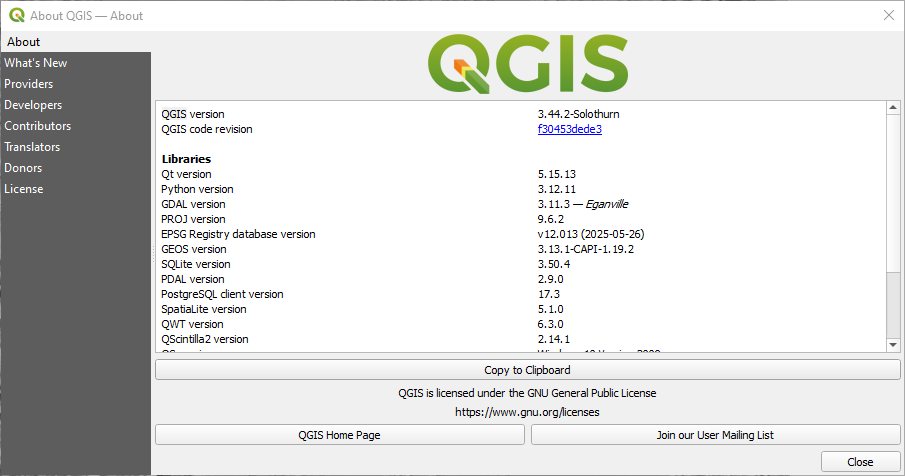 About QGIS — About
About
What's New
Providers
Developers
Contributors
Translators
Donors
License
QGIS
QGIS version 3.44.2-Solothurn
QGIS code revision f30453dede3
Libraries
Qt version 5.15.13
Python version 3.12.11
GDAL version 3.11.3 — Eganville
PROJ version 9.6.2
EPSG Registry database version v12.013 (2025-05-26)
GEOS version 3.13.1-CAPI-1.19.2
SQLite version 3.50.4
PDAL version 2.9.0
PostgreSQL client version 17.3
SpatiaLite version 5.1.0
QWT version 6.3.0
QScintilla2 version 2.14.1
Copy to Clipboard
QGIS is licensed under the GNU General Public License
https://www.gnu.org/licenses
QGIS Home Page
Join our User Mailing List
Close